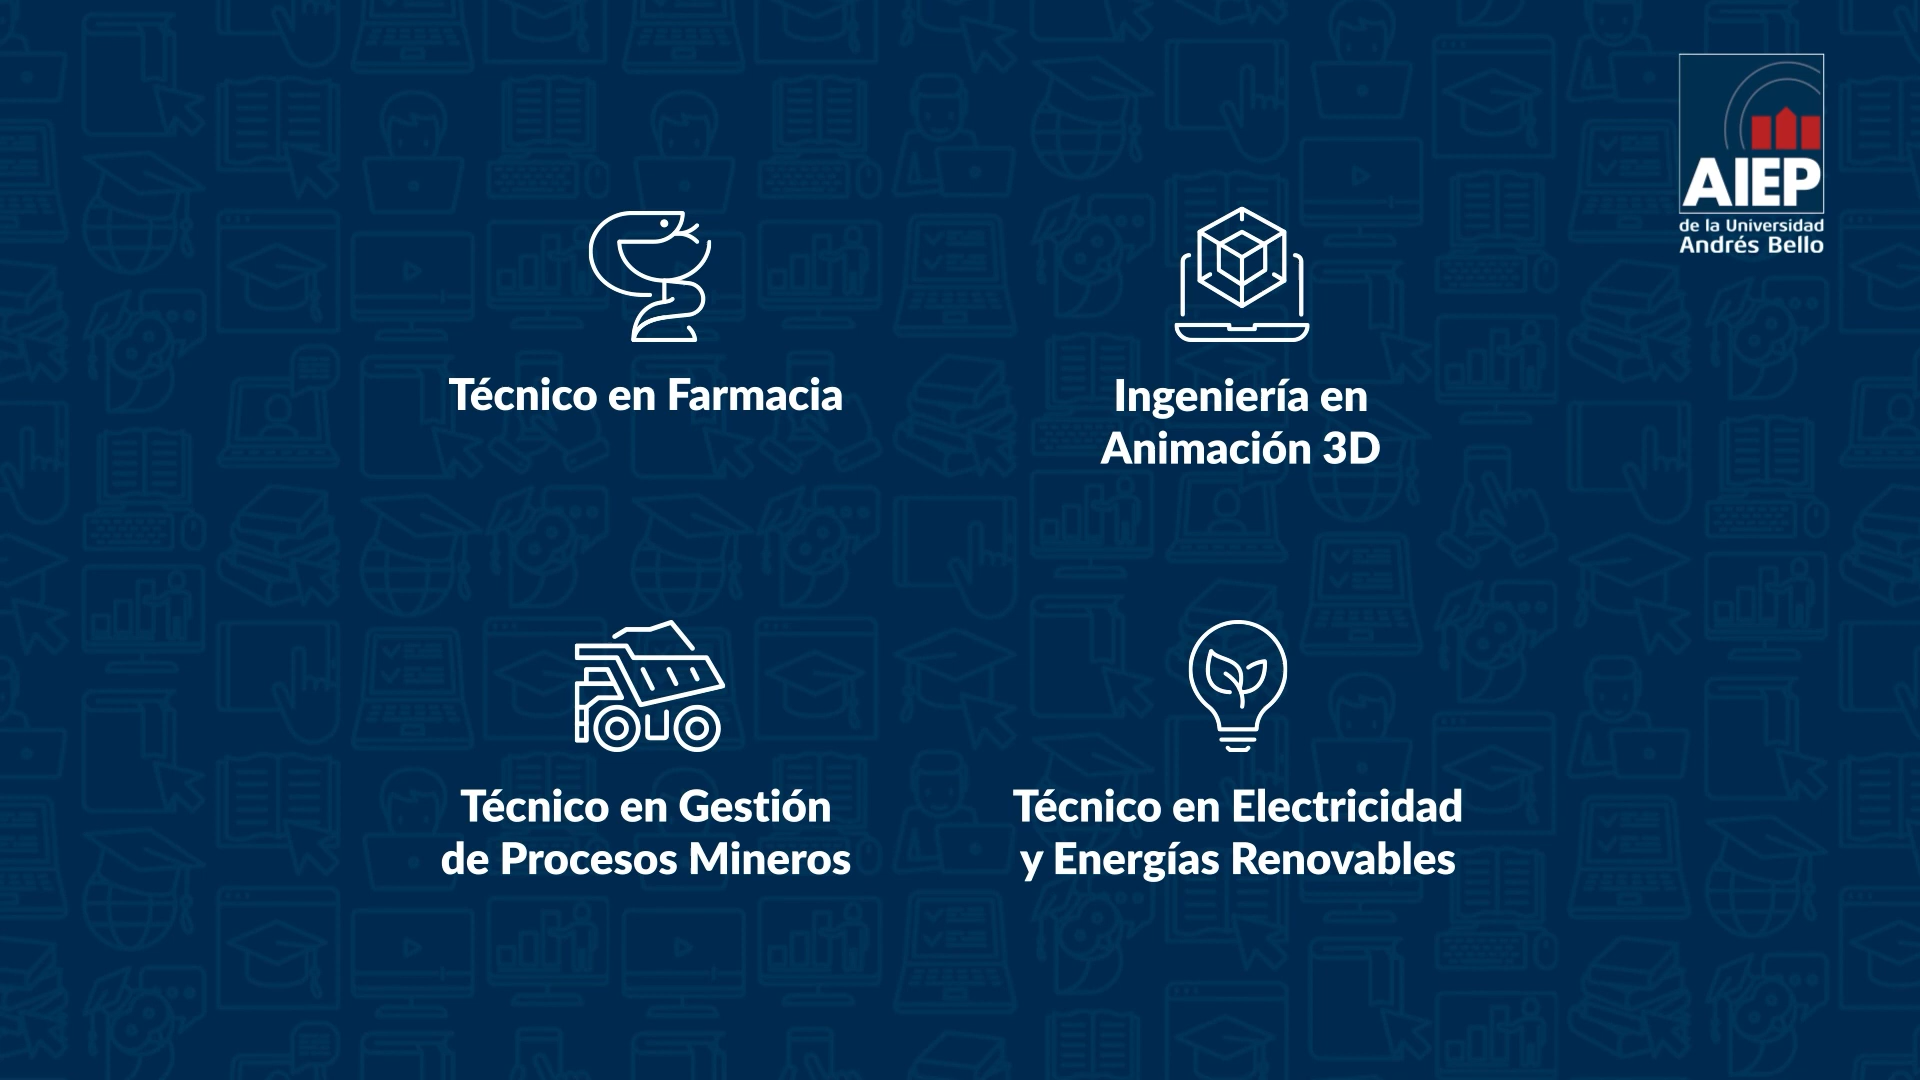 AIEP
de la Universidad
Andrés Bello
Técnico en Farmacia
Ingeniería en
Animación 3D
Técnico en Gestión
de Procesos Mineros
Técnico en Electricidad
y Energías Renovables